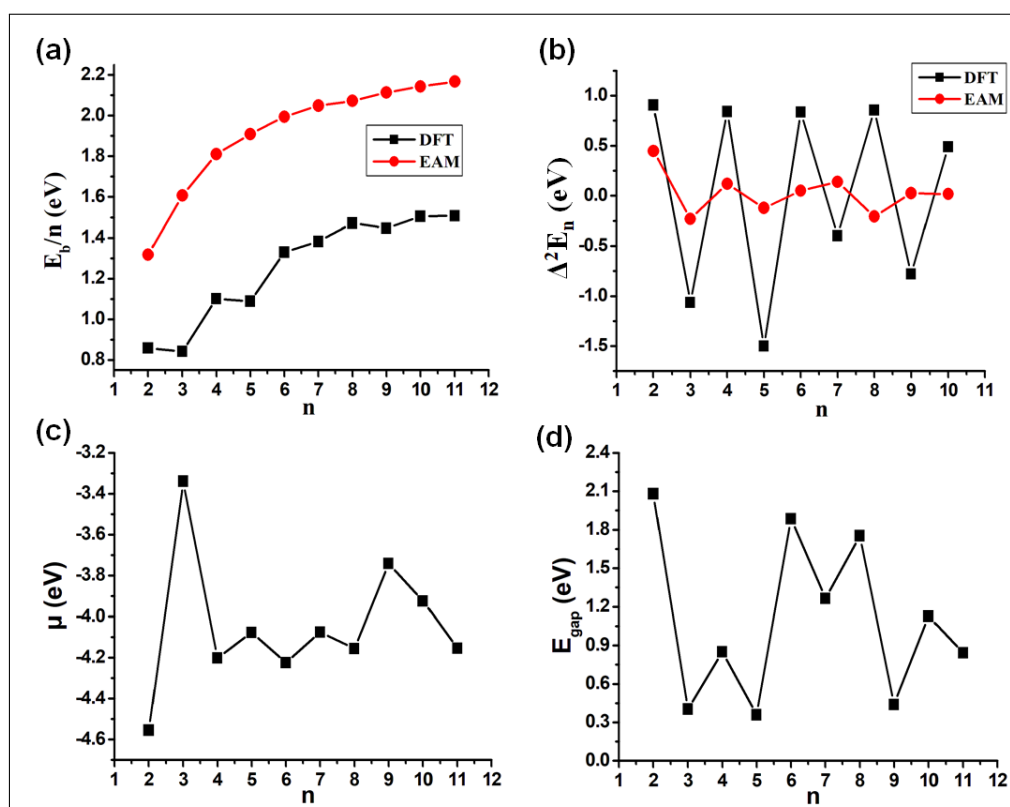 (a)
E_b/n (eV)
2.2
2.0
1.8
1.6
1.4
1.2
1.0
0.8
DFT
EAM
1 2 3 4 5 6 7 8 9 10 11 12
n
(b)
Δ²E_n (eV)
1.0
0.5
0.0
-0.5
-1.0
-1.5
DFT
EAM
1 2 3 4 5 6 7 8 9 10 11
n
(c)
μ (eV)
-3.2
-3.4
-3.6
-3.8
-4.0
-4.2
-4.4
-4.6
1 2 3 4 5 6 7 8 9 10 11 12
n
(d)
E_gap (eV)
2.4
2.1
1.8
1.5
1.2
0.9
0.6
0.3
0.0
1 2 3 4 5 6 7 8 9 10 11 12
n